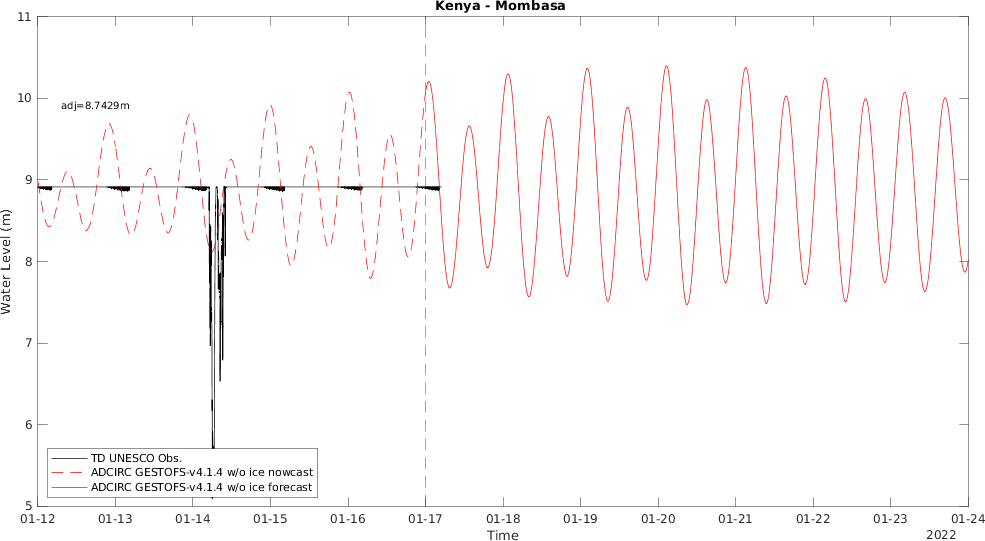 Kenya - Mombasa
11
10
9
8
7
6
5
Water Level (m)
adj=8.7429m
TD UNESCO Obs.
ADCIRC GESTOFS-v4.1.4 w/o ice nowcast
ADCIRC GESTOFS-v4.1.4 w/o ice forecast
01-12 01-13 01-14 01-15 01-16 01-17 01-18 01-19 01-20 01-21 01-22 01-23 01-24
Time
2022